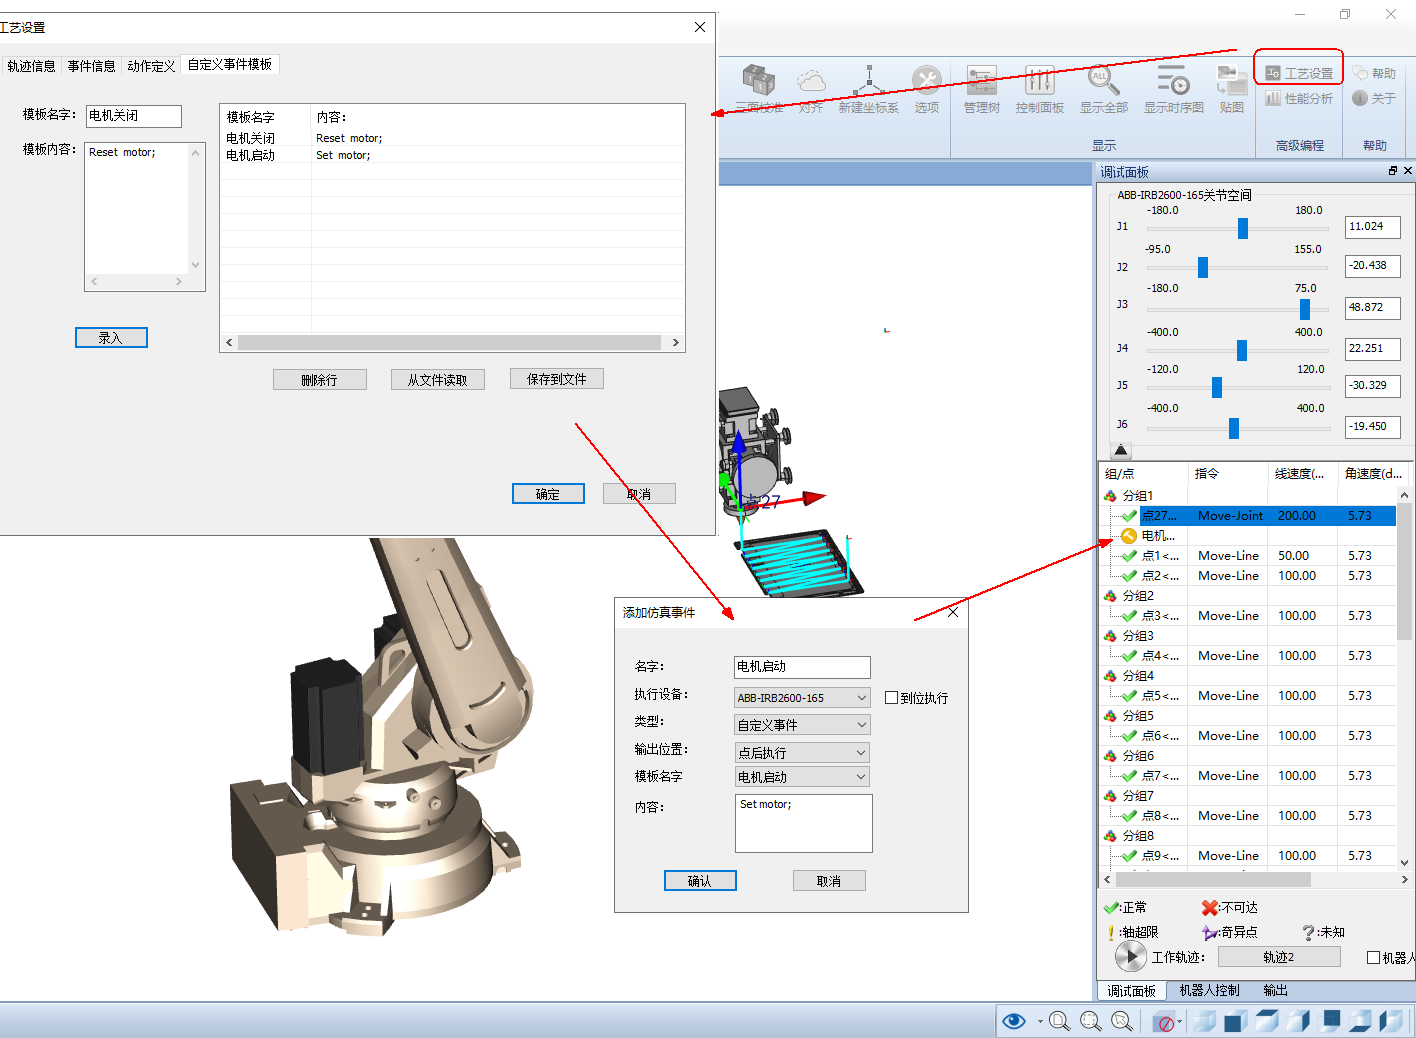 工艺设置
轨迹信息 事件信息 动作定义 自定义事件模板
模板名字: 电机关闭
模板内容: Reset motor;
模板名字 内容:
电机关闭 Reset motor;
电机启动 Set motor;
录入
删除行 从文件读取 保存到文件
确定 取消
三面校准 对齐 新建坐标系 选项 管理树 控制面板 显示全部 显示时序图 贴图
显示
工艺设置
性能分析
高级编程
帮助
关于
帮助
调试面板
ABB-IRB2600-165关节空间
-180.0 180.0
J1 11.024
-95.0 155.0
J2 -20.438
-180.0 75.0
J3 48.872
-400.0 400.0
J4 22.251
-120.0 120.0
J5 -30.329
-400.0 400.0
J6 -19.450
组/点 指令 线速度(... 角速度(d...
分组1
点27... Move-Joint 200.00 5.73
电机...
点1<... Move-Line 50.00 5.73
点2<... Move-Line 100.00 5.73
分组2
点3<... Move-Line 100.00 5.73
分组3
点4<... Move-Line 100.00 5.73
分组4
点5<... Move-Line 100.00 5.73
分组5
点6<... Move-Line 100.00 5.73
分组6
点7<... Move-Line 100.00 5.73
分组7
点8<... Move-Line 100.00 5.73
分组8
点9<... Move-Line 100.00 5.73
:正常 :不可达
:轴超限 :奇异点 :未知
工作轨迹: 轨迹2 机器人
调试面板 机器人控制 输出
点27
添加仿真事件
名字: 电机启动
执行设备: ABB-IRB2600-165 到位执行
类型: 自定义事件
输出位置: 点后执行
模板名字 电机启动
内容: Set motor;
确认 取消